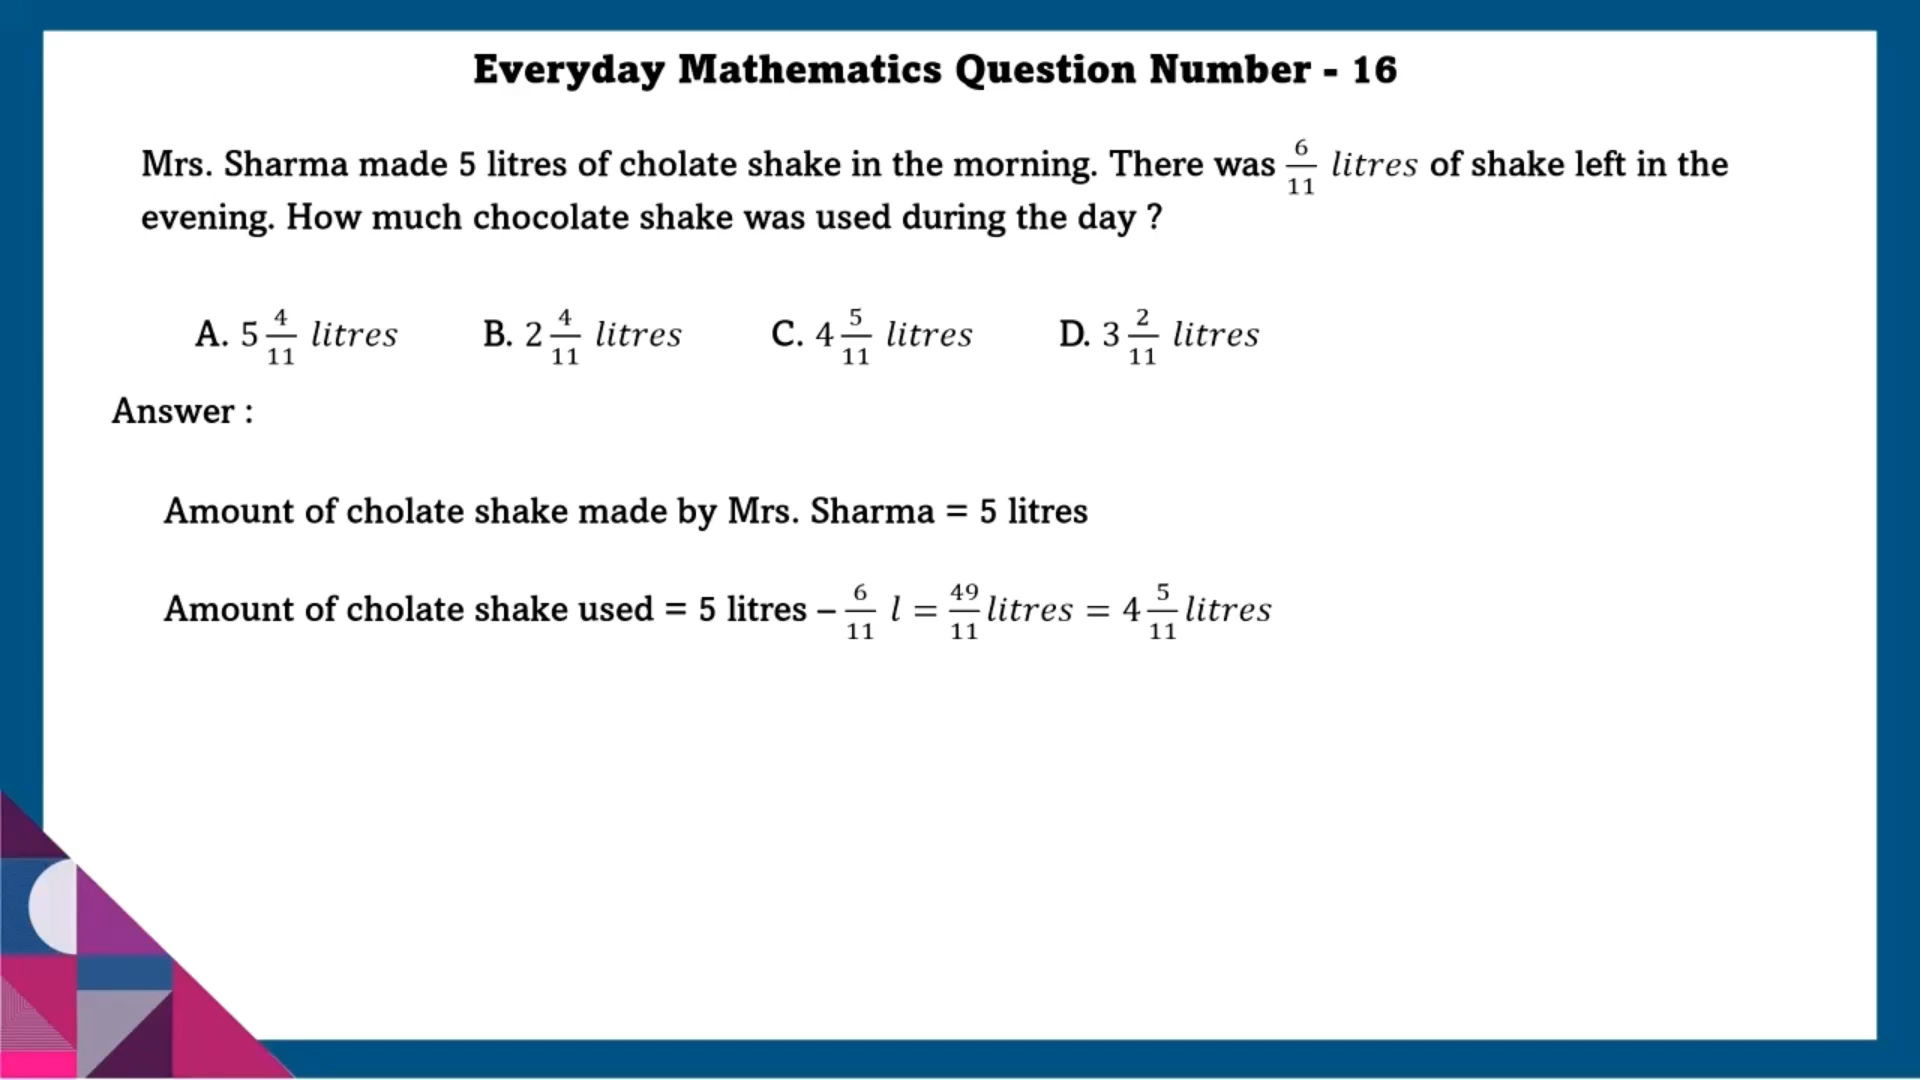 Everyday Mathematics Question Number - 16
Mrs. Sharma made 5 litres of cholate shake in the morning. There was 6/11 litres of shake left in the
evening. How much chocolate shake was used during the day ?
A. 5 4/11 litres B. 2 4/11 litres C. 4 5/11 litres D. 3 2/11 litres
Answer :
Amount of cholate shake made by Mrs. Sharma = 5 litres
Amount of cholate shake used = 5 litres – 6/11 l = 49/11 litres = 4 5/11 litres